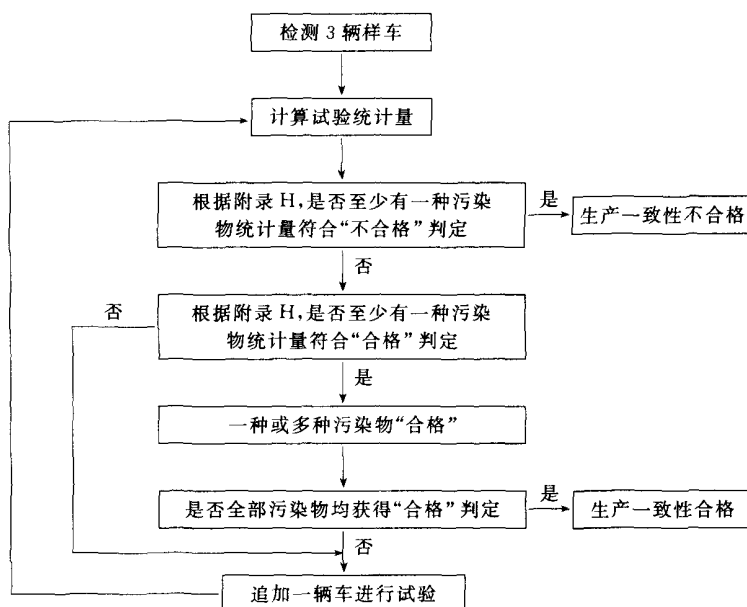 检测 3 辆样车
计算试验统计量
根据附录 H,是否至少有一种污染
物统计量符合“不合格”判定
是
生产一致性不合格
否
否
根据附录 H,是否至少有一种污染
物统计量符合“合格”判定
是
一种或多种污染物“合格”
是否全部污染物均获得“合格”判定
是
生产一致性合格
否
追加一辆车进行试验